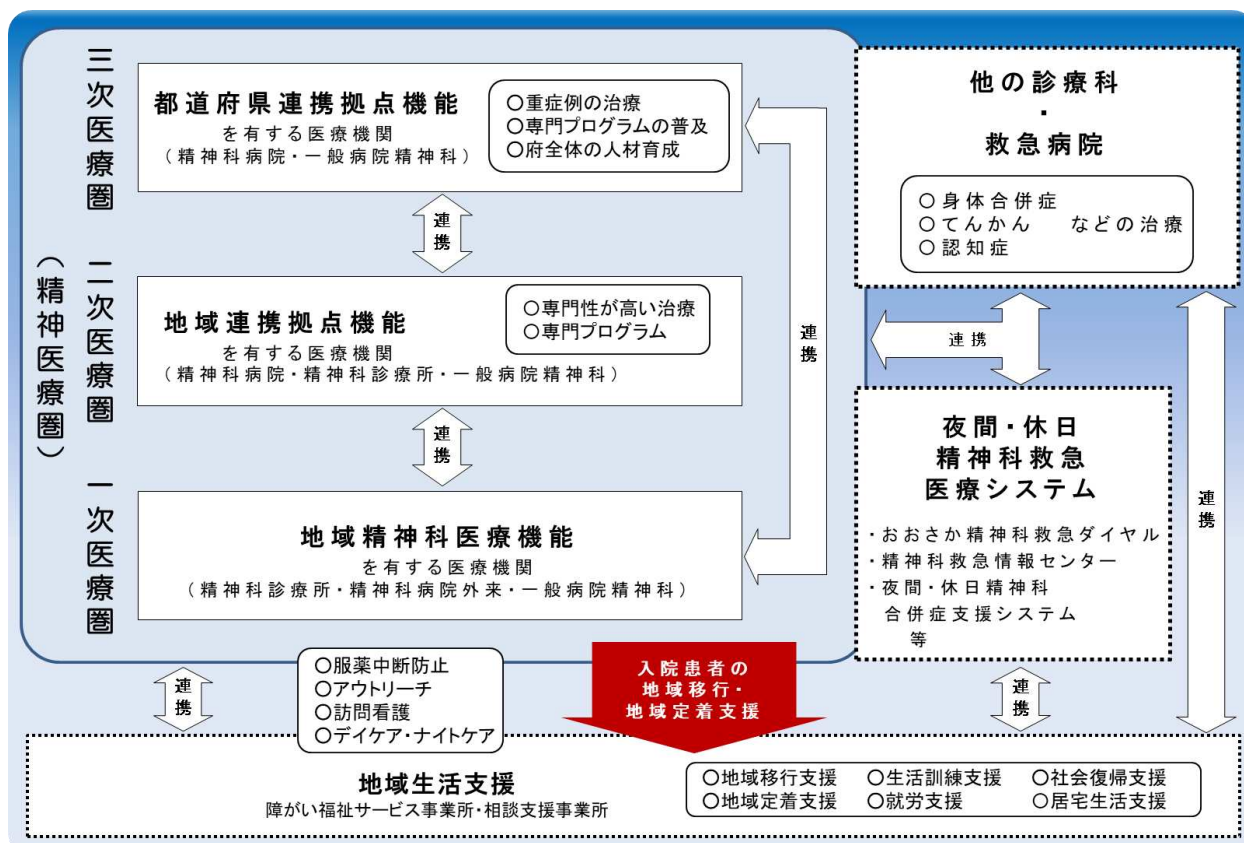 三次医療圏
二次医療圏
(精神医療圏)
一次医療圏
都道府県連携拠点機能
を有する医療機関
(精神科病院・一般病院精神科)
○重症例の治療
○専門プログラムの普及
○府全体の人材育成
連携
地域連携拠点機能
を有する医療機関
(精神科病院・精神科診療所・一般病院精神科)
○専門性が高い治療
○専門プログラム
連携
地域精神科医療機能
を有する医療機関
(精神科診療所・精神科病院外来・一般病院精神科)
連携
他の診療科
・
救急病院
○身体合併症
○てんかん などの治療
○認知症
連携
夜間・休日
精神科救急
医療システム
・おおさか精神科救急ダイヤル
・精神科救急情報センター
・夜間・休日精神科
合併症支援システム
等
連携
連携
○服薬中断防止
○アウトリーチ
○訪問看護
○デイケア・ナイトケア
入院患者の
地域移行・
地域定着支援
連携
地域生活支援
障がい福祉サービス事業所・相談支援事業所
○地域移行支援 ○生活訓練支援 ○社会復帰支援
○地域定着支援 ○就労支援 ○居宅生活支援